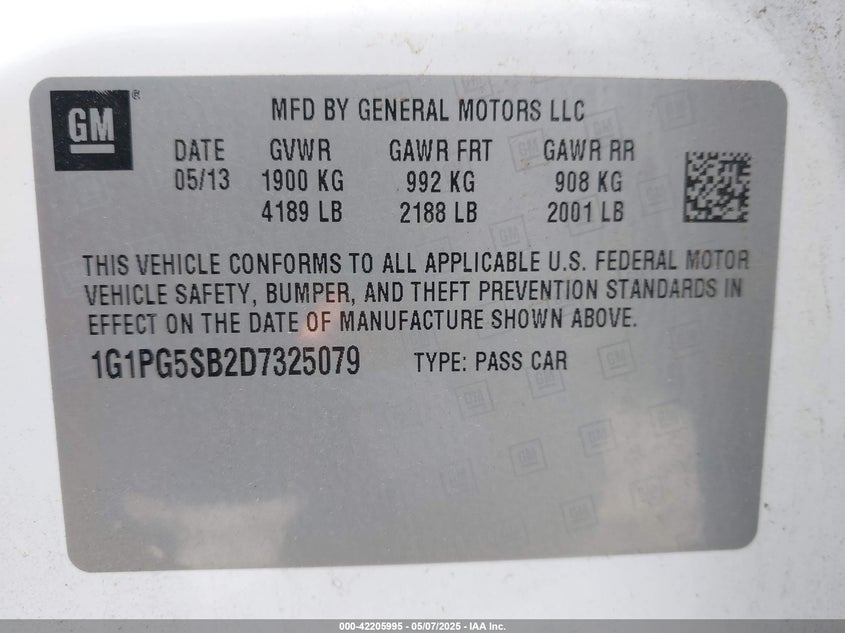 GM ®
MFD BY GENERAL MOTORS LLC
DATE GVWR GAWR FRT GAWR RR
05/13 1900 KG 992 KG 908 KG
4189 LB 2188 LB 2001 LB
THIS VEHICLE CONFORMS TO ALL APPLICABLE U.S. FEDERAL MOTOR
VEHICLE SAFETY, BUMPER, AND THEFT PREVENTION STANDARDS IN
EFFECT ON THE DATE OF MANUFACTURE SHOWN ABOVE.
1G1PG5SB2D7325079 TYPE: PASS CAR
000-42205995 - 05/07/2025 - IAA Inc.